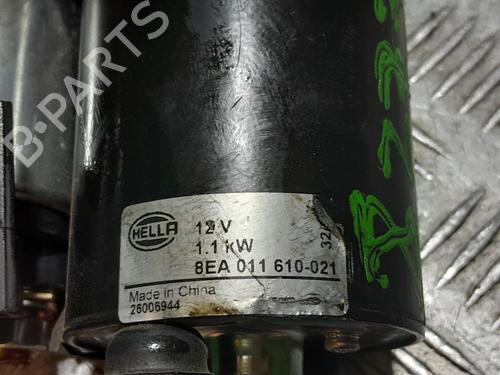 B-PARTS
HELLA
12 V
1.1 kW
32
8EA 011 610-021
Made in China
26006944